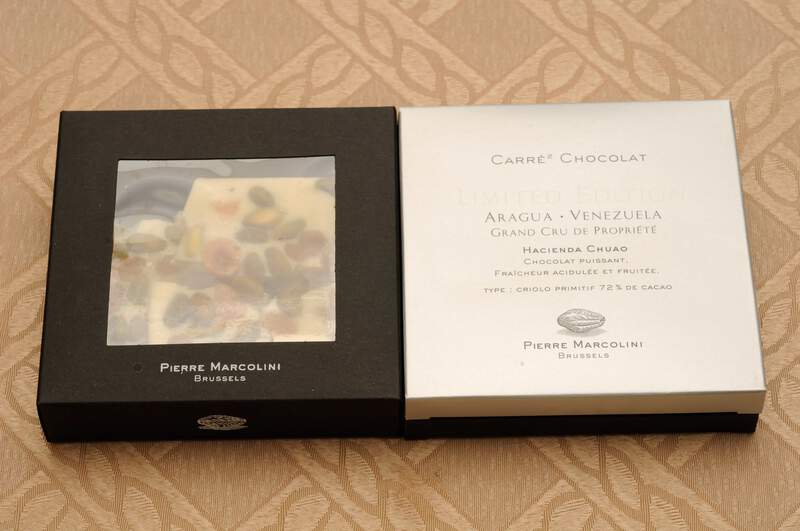 PIERRE MARCOLINI
BRUSSELS
CARRÉ² CHOCOLAT
LIMITED EDITION
ARAGUA · VENEZUELA
GRAND CRU DE PROPRIÉTÉ
HACIENDA CHUAO
CHOCOLAT PUISSANT,
FRAÎCHEUR ACIDULÉE ET FRUITÉE.
TYPE : CRIOLO PRIMITIF 72 % DE CACAO
PIERRE MARCOLINI
BRUSSELS